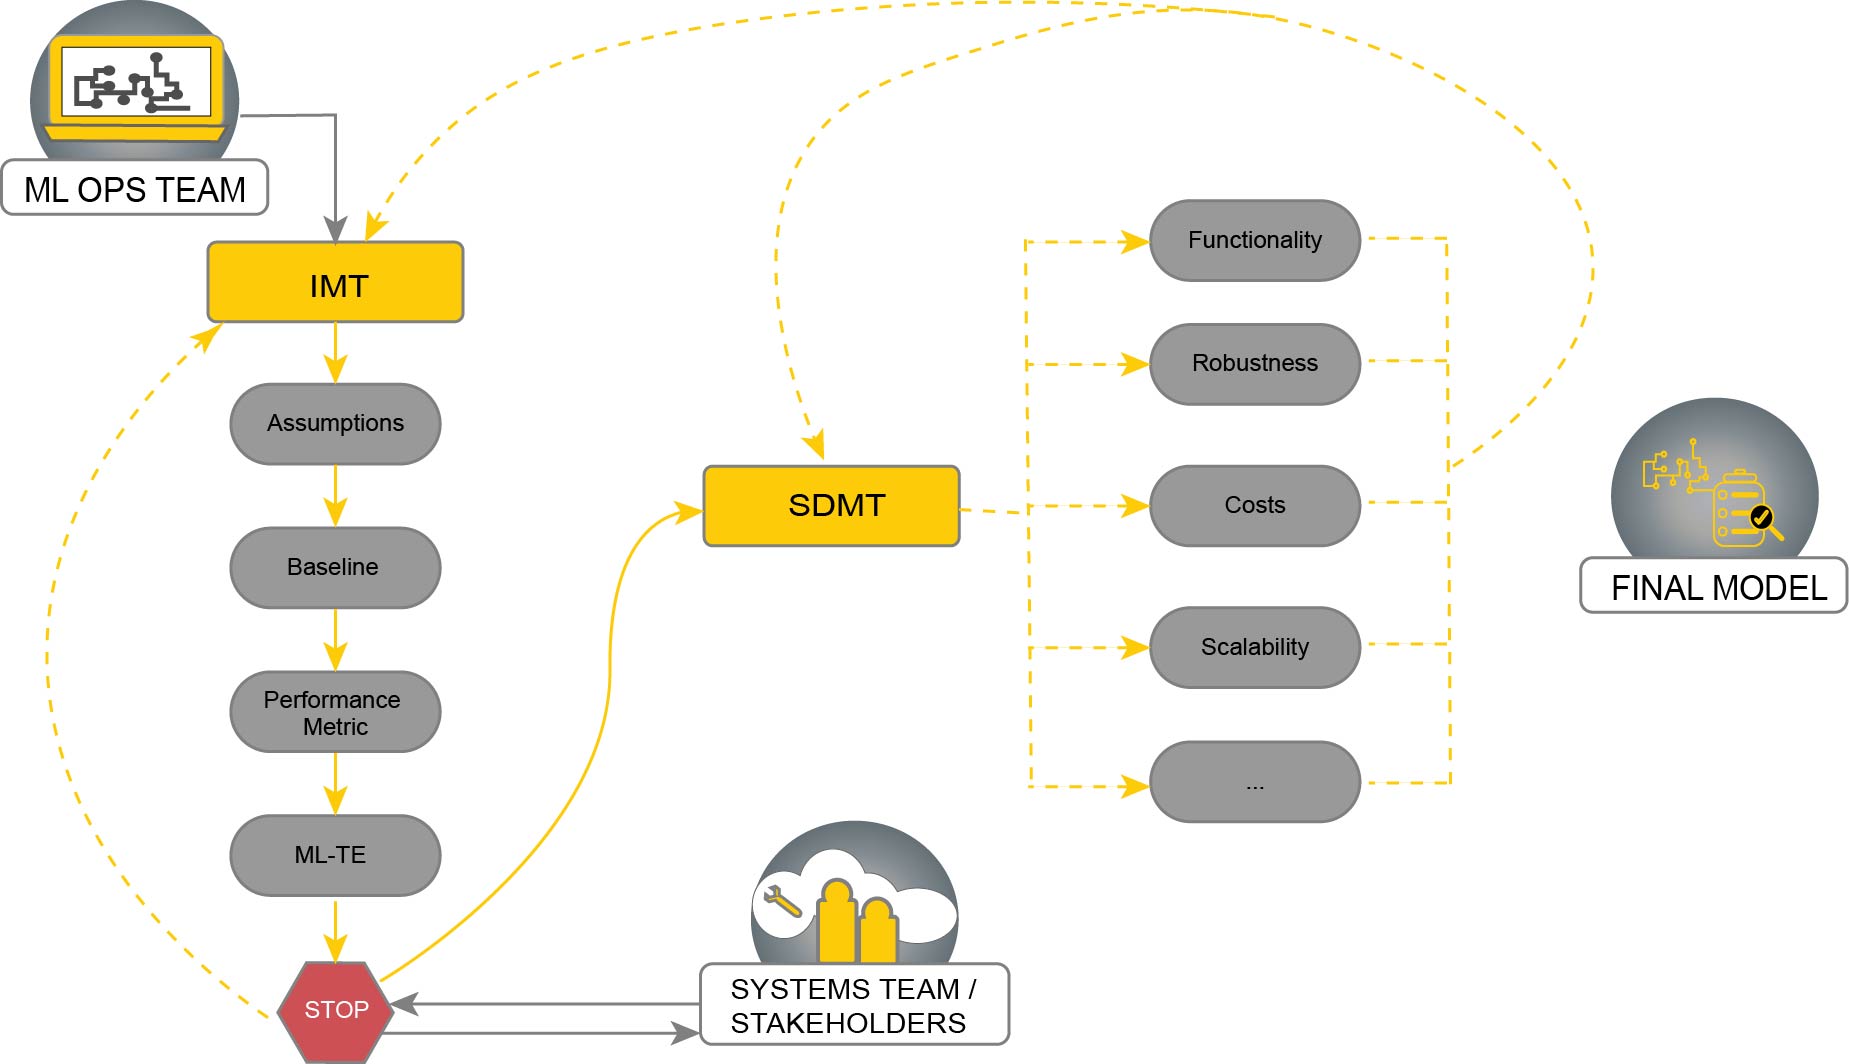 ML OPS TEAM
IMT
Assumptions
Baseline
Performance
Metric
ML-TE
STOP
SYSTEMS TEAM /
STAKEHOLDERS
SDMT
Functionality
Robustness
Costs
Scalability
...
FINAL MODEL